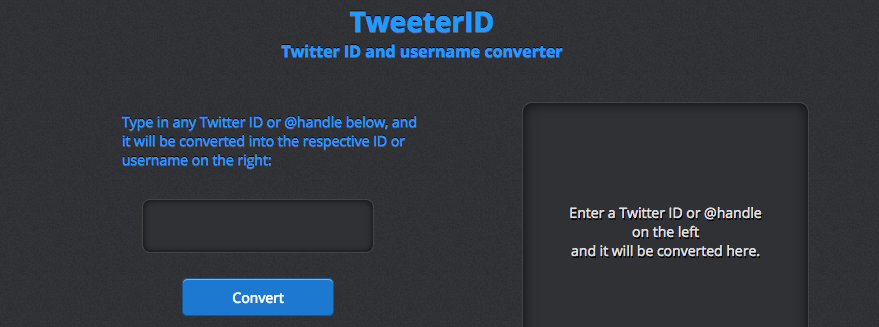 TweeterID
Twitter ID and username converter
Type in any Twitter ID or @handle below, and
it will be converted into the respective ID or
username on the right:
Convert
Enter a Twitter ID or @handle
on the left
and it will be converted here.